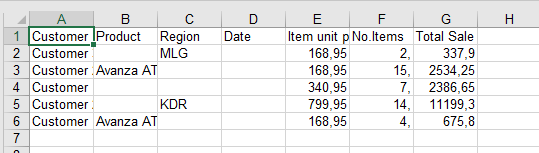 A B C D E F G H
1 Customer Product Region Date Item unit p No.Items Total Sale
2 Customer MLG 168,95 2, 337,9
3 Customer Avanza AT 168,95 15, 2534,25
4 Customer 340,95 7, 2386,65
5 Customer KDR 799,95 14, 11199,3
6 Customer Avanza AT 168,95 4, 675,8
7